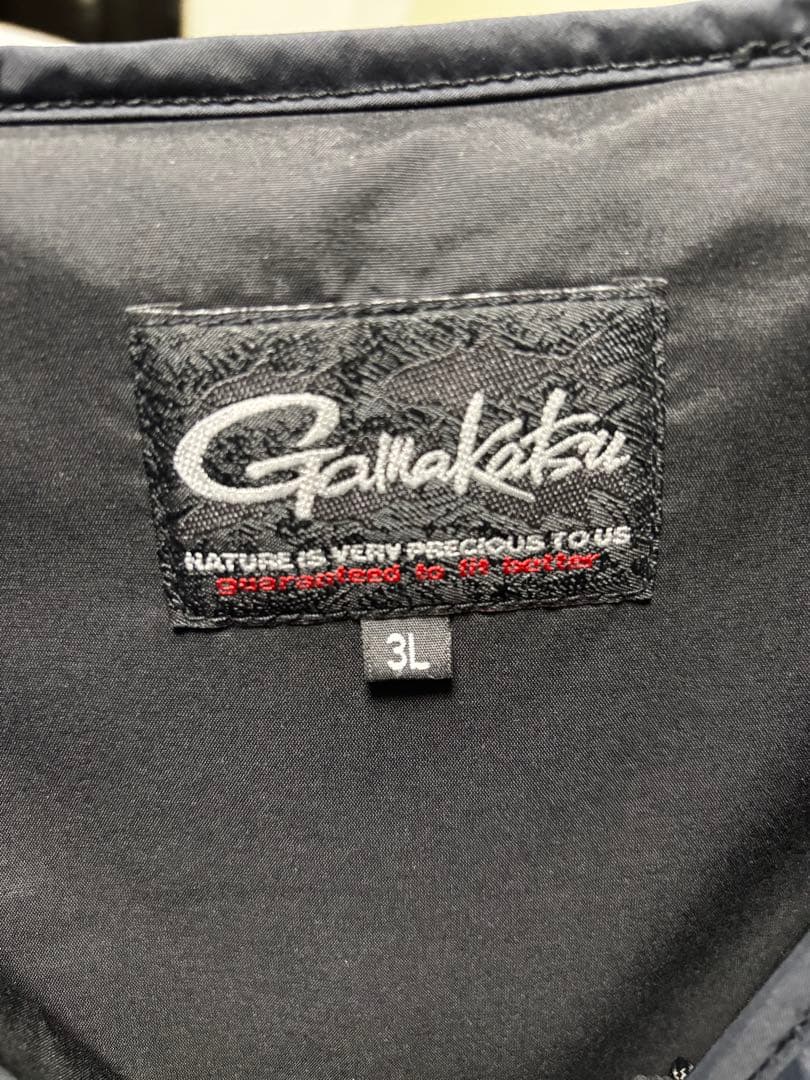 Gamakatsu
NATURE IS VERY PRECIOUS TO US
guaranteed to fit better
3L